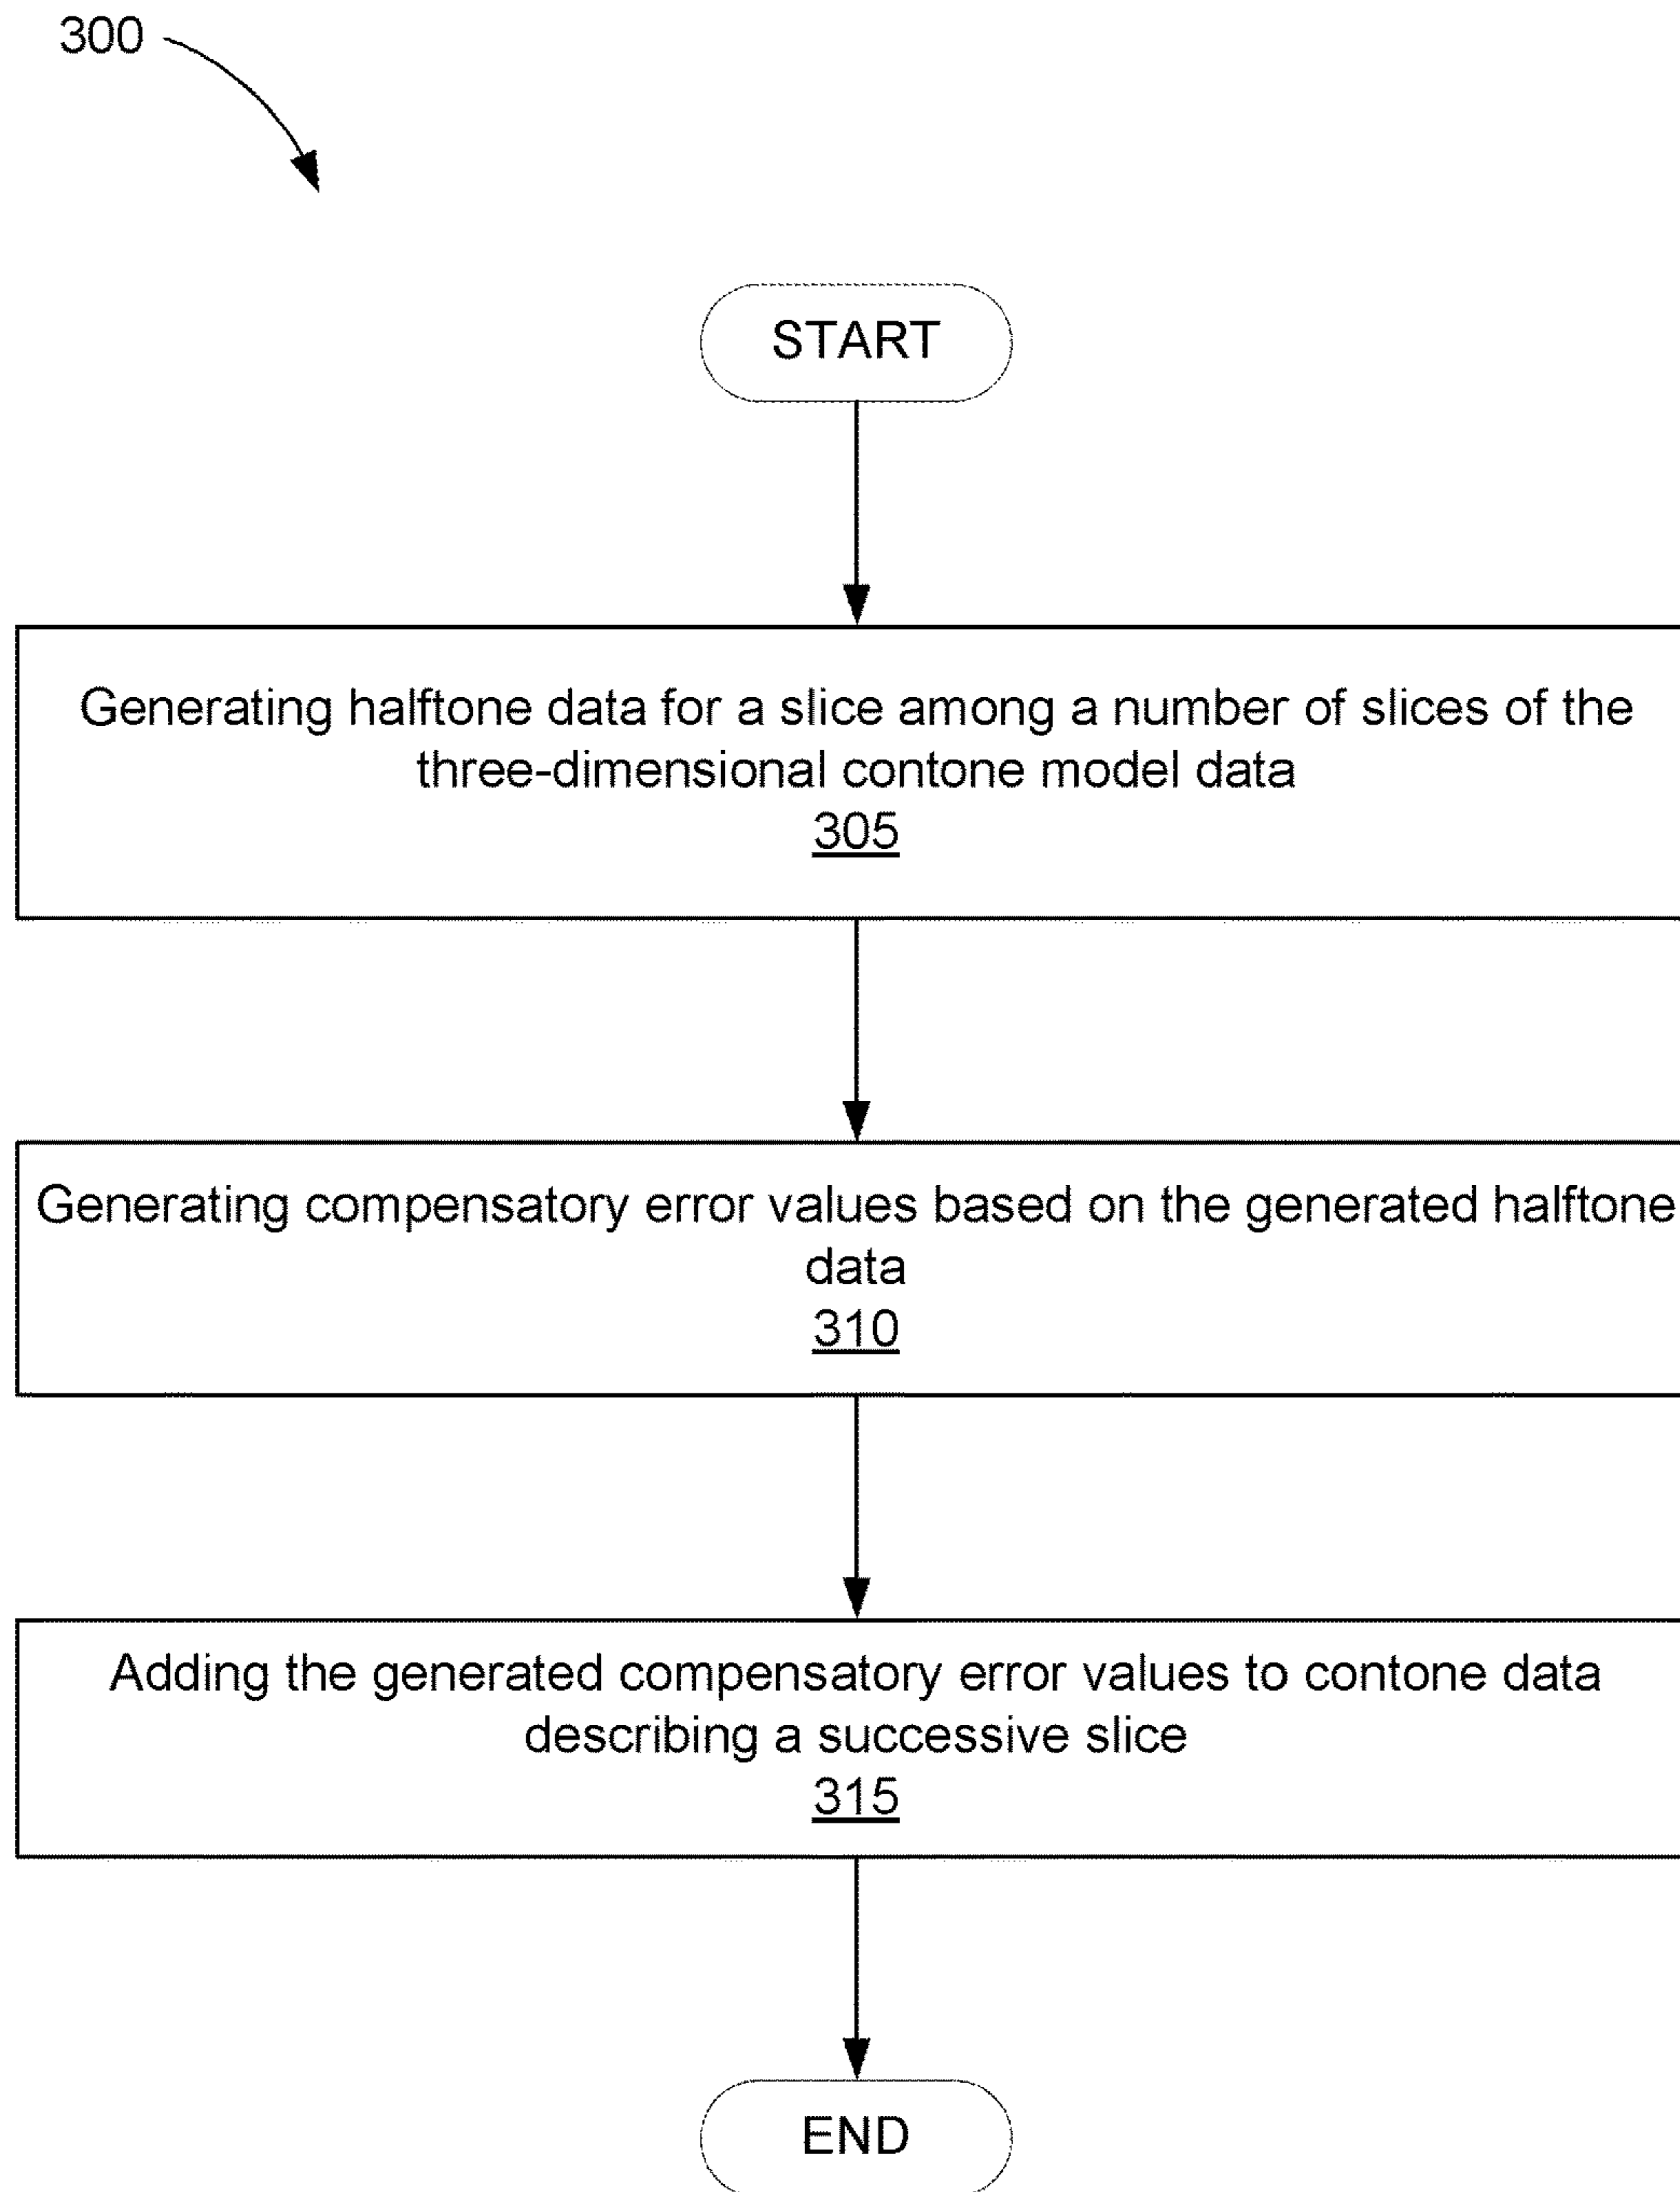 300
START
Generating halftone data for a slice among a number of slices of the
three-dimensional contone model data
305
Generating compensatory error values based on the generated halftone
data
310
Adding the generated compensatory error values to contone data
describing a successive slice
315
END